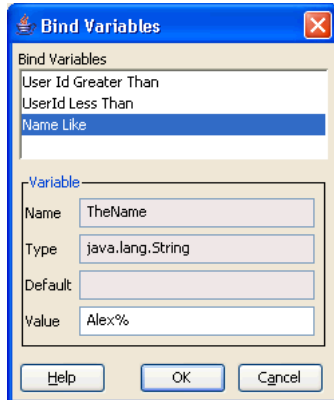 Bind Variables
Bind Variables
User Id Greater Than
UserId Less Than
Name Like
Variable
Name TheName
Type java.lang.String
Default
Value Alex%
Help OK Cancel